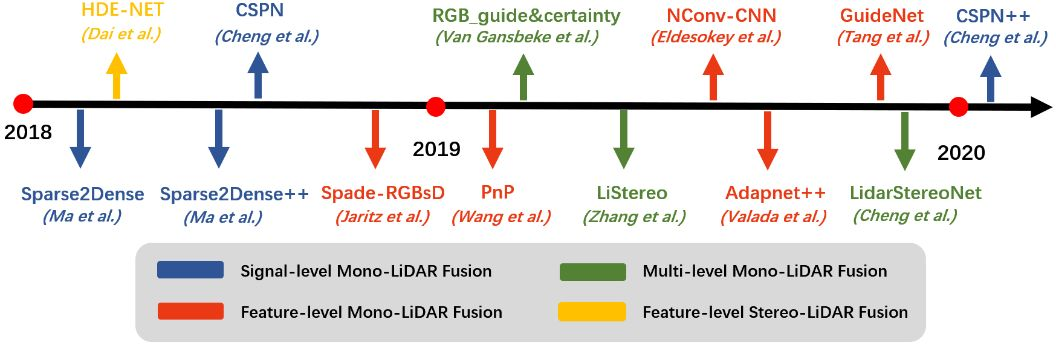 HDE-NET
(Dai et al.)
CSPN
(Cheng et al.)
RGB_guide&certainty
(Van Gansbeke et al.)
NConv-CNN
(Eldesokey et al.)
GuideNet
(Tang et al.)
CSPN++
(Cheng et al.)
2018
2019
2020
Sparse2Dense
(Ma et al.)
Sparse2Dense++
(Ma et al.)
Spade-RGBsD
(Jaritz et al.)
PnP
(Wang et al.)
LiStereo
(Zhang et al.)
Adapnet++
(Valada et al.)
LidarStereoNet
(Cheng et al.)
Signal-level Mono-LiDAR Fusion
Multi-level Mono-LiDAR Fusion
Feature-level Mono-LiDAR Fusion
Feature-level Stereo-LiDAR Fusion